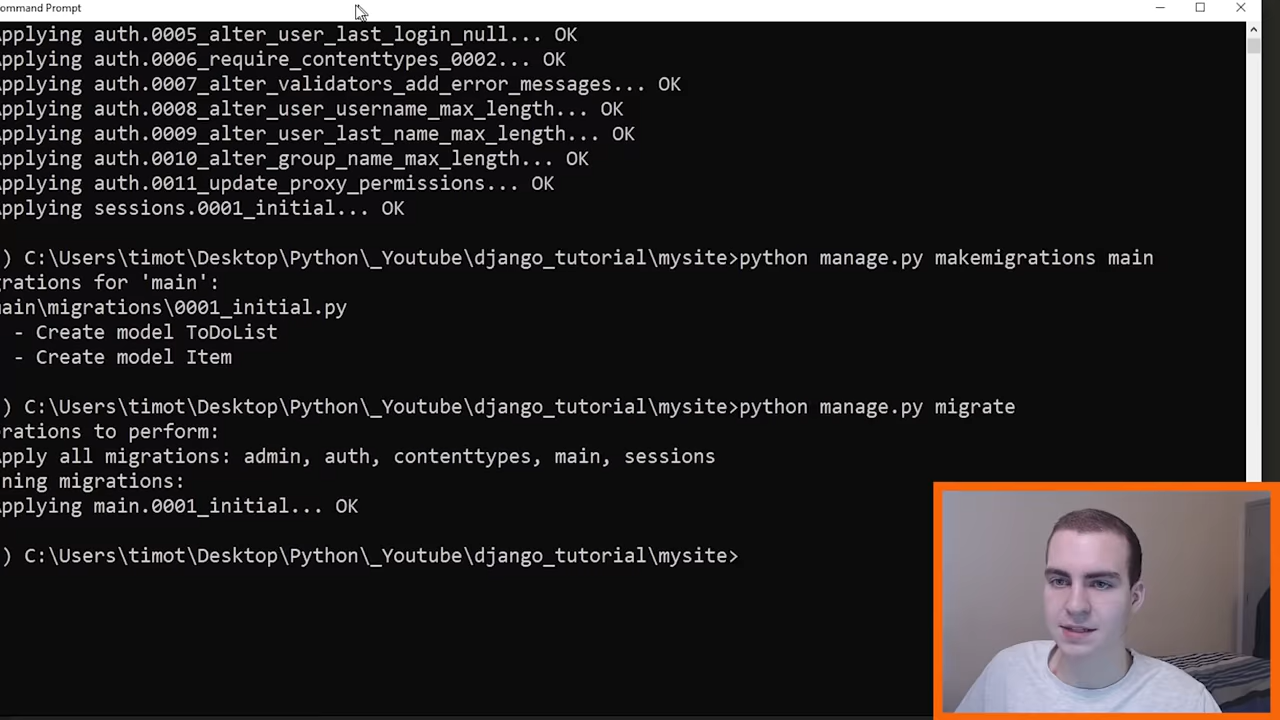 ommand Prompt
pplying auth.0005_alter_user_last_login_null... OK
pplying auth.0006_require_contenttypes_0002... OK
pplying auth.0007_alter_validators_add_error_messages... OK
pplying auth.0008_alter_user_username_max_length... OK
pplying auth.0009_alter_user_last_name_max_length... OK
pplying auth.0010_alter_group_name_max_length... OK
pplying auth.0011_update_proxy_permissions... OK
pplying sessions.0001_initial... OK
) C:\Users\timot\Desktop\Python\_Youtube\django_tutorial\mysite>python manage.py makemigrations main
grations for 'main':
main\migrations\0001_initial.py
- Create model ToDoList
- Create model Item
) C:\Users\timot\Desktop\Python\_Youtube\django_tutorial\mysite>python manage.py migrate
rations to perform:
pply all migrations: admin, auth, contenttypes, main, sessions
ning migrations:
pplying main.0001_initial... OK
) C:\Users\timot\Desktop\Python\_Youtube\django_tutorial\mysite>